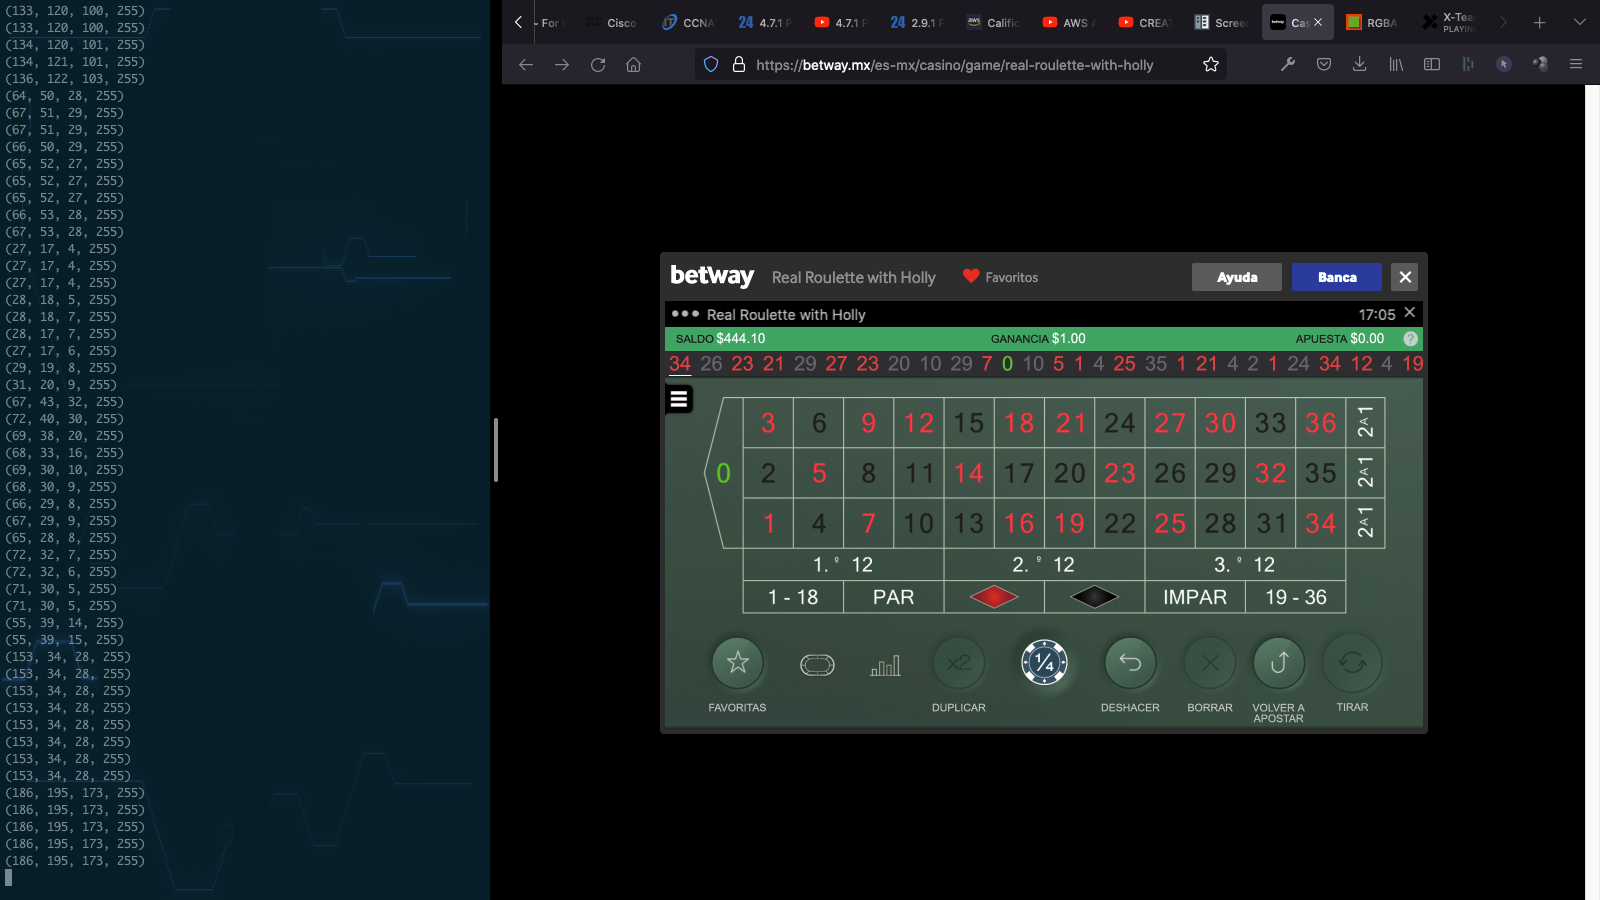 (133, 120, 100, 255)
(133, 120, 100, 255)
(134, 120, 101, 255)
(134, 121, 101, 255)
(136, 122, 103, 255)
(64, 50, 28, 255)
(67, 51, 29, 255)
(67, 51, 29, 255)
(66, 50, 29, 255)
(65, 52, 27, 255)
(65, 52, 27, 255)
(65, 52, 27, 255)
(66, 53, 28, 255)
(67, 53, 28, 255)
(27, 17, 4, 255)
(27, 17, 4, 255)
(27, 17, 4, 255)
(28, 18, 5, 255)
(28, 18, 7, 255)
(28, 17, 7, 255)
(27, 17, 6, 255)
(29, 19, 8, 255)
(31, 20, 9, 255)
(67, 43, 32, 255)
(72, 40, 30, 255)
(69, 38, 20, 255)
(68, 33, 16, 255)
(69, 30, 10, 255)
(68, 30, 9, 255)
(66, 29, 8, 255)
(67, 29, 9, 255)
(65, 28, 8, 255)
(72, 32, 7, 255)
(72, 32, 6, 255)
(71, 30, 5, 255)
(71, 30, 5, 255)
(55, 39, 14, 255)
(55, 39, 15, 255)
(153, 34, 28, 255)
(153, 34, 28, 255)
(153, 34, 28, 255)
(153, 34, 28, 255)
(153, 34, 28, 255)
(153, 34, 28, 255)
(153, 34, 28, 255)
(153, 34, 28, 255)
(186, 195, 173, 255)
(186, 195, 173, 255)
(186, 195, 173, 255)
(186, 195, 173, 255)
(186, 195, 173, 255)
For Cisco CCNA 24 4.7.1 P 4.7.1 P 24 2.9.1 P aws Calific AWS A CREA Scree Cas RGBA X-Tea
PLAYIN
https://betway.mx/es-mx/casino/game/real-roulette-with-holly
betway Real Roulette with Holly Favoritos Ayuda Banca
Real Roulette with Holly 17:05
SALDO $444.10 GANANCIA $1.00 APUESTA $0.00 ?
34 26 23 21 29 27 23 20 10 29 7 0 10 5 1 4 25 35 1 21 4 2 1 24 34 12 4 19
3 6 9 12 15 18 21 24 27 30 33 36 2A1
0 2 5 8 11 14 17 20 23 26 29 32 35 2A1
1 4 7 10 13 16 19 22 25 28 31 34 2A1
1.º 12 2.º 12 3.º 12
1 - 18 PAR IMPAR 19 - 36
x2 1/4
FAVORITAS DUPLICAR DESHACER BORRAR VOLVER A APOSTAR TIRAR